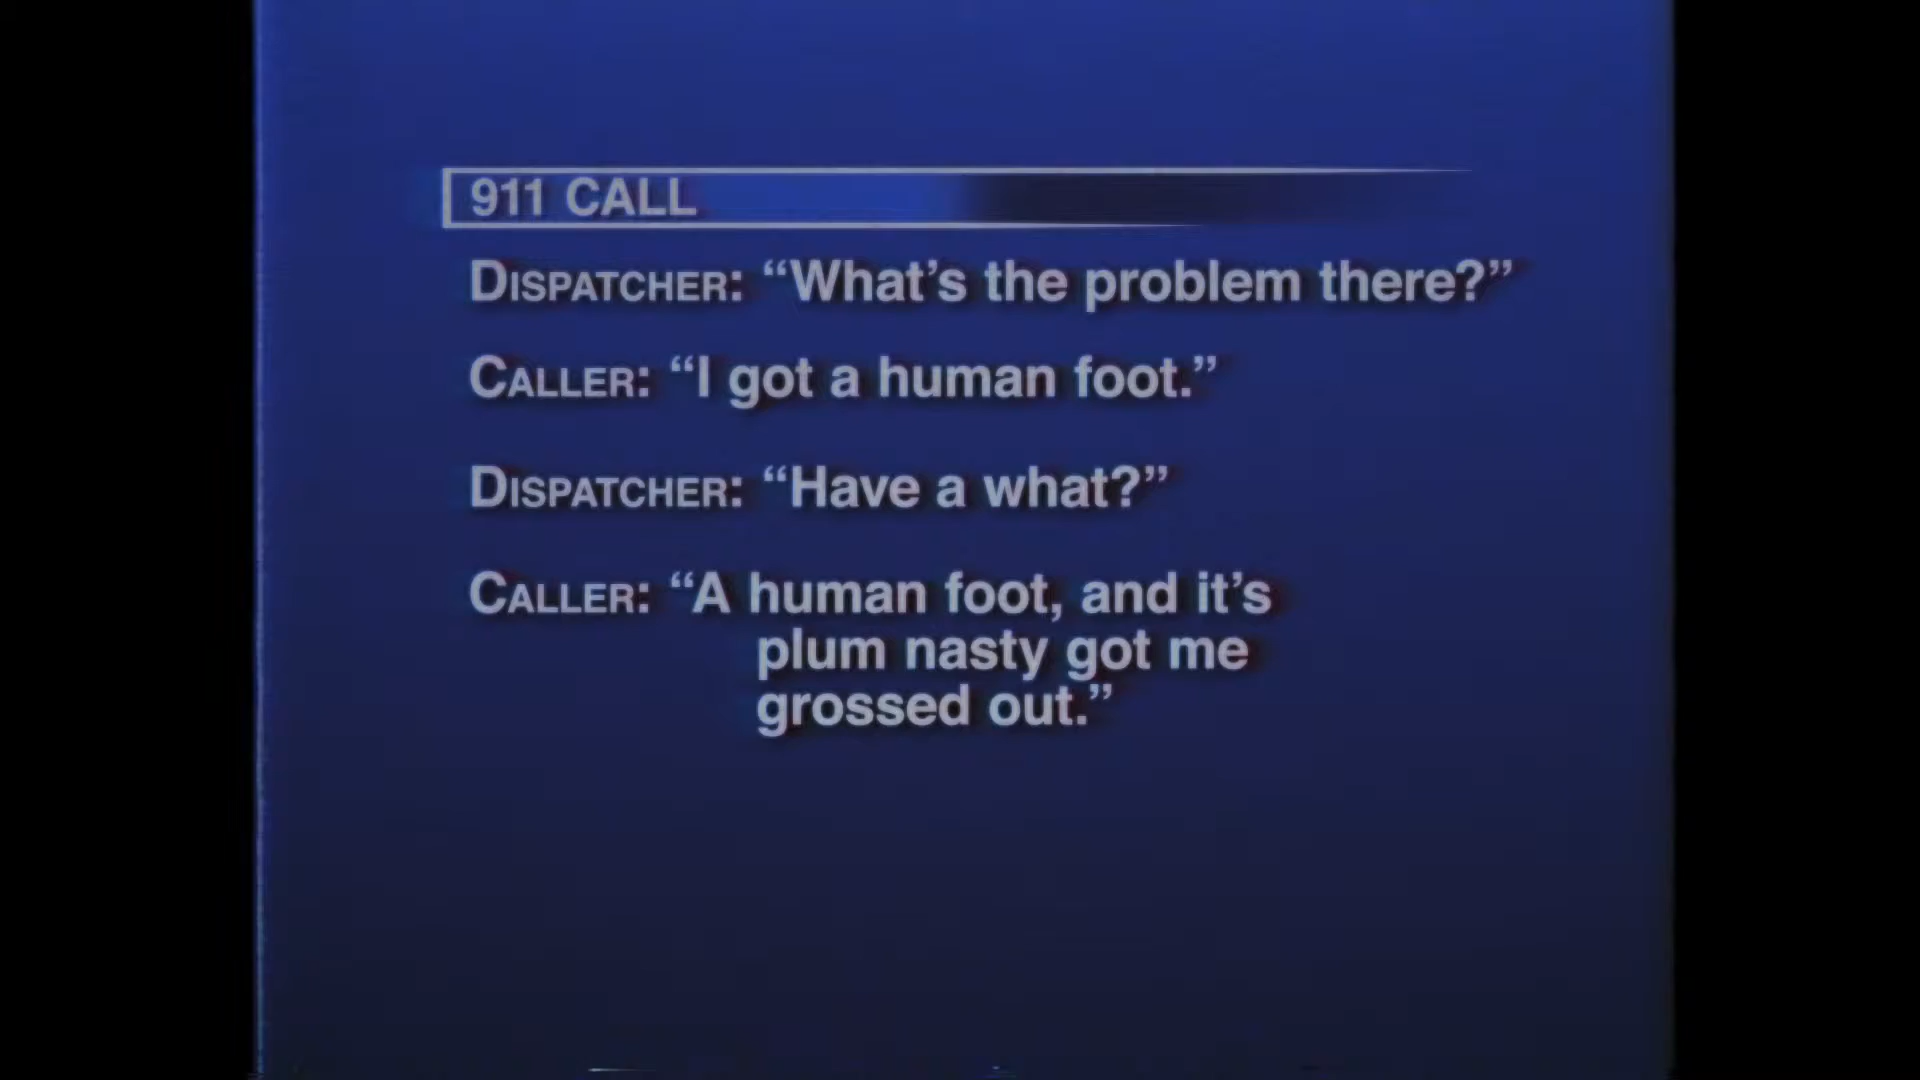 911 CALL
DISPATCHER: “What’s the problem there?”
CALLER: “I got a human foot.”
DISPATCHER: “Have a what?”
CALLER: “A human foot, and it’s
plum nasty got me
grossed out.”